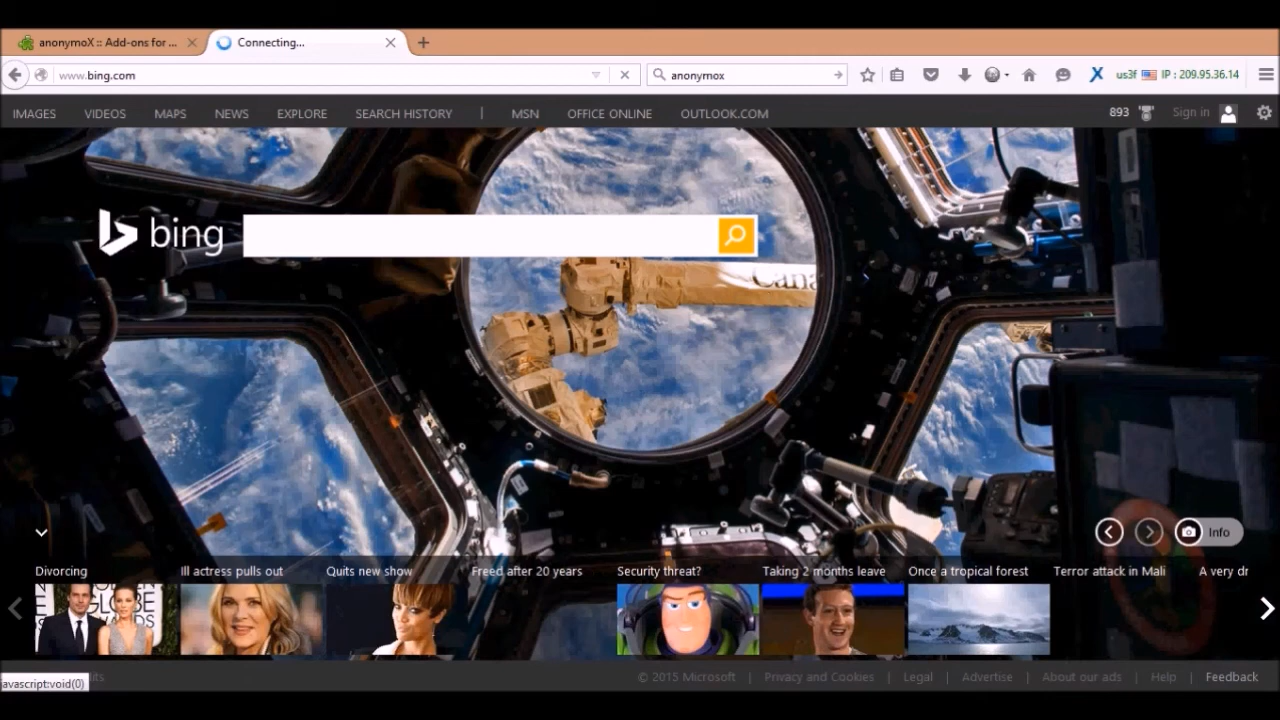 anonymoX :: Add-ons for ...
Connecting...
www.bing.com
anonymox
us3f IP : 209.95.36.14
IMAGES VIDEOS MAPS NEWS EXPLORE SEARCH HISTORY | MSN OFFICE ONLINE OUTLOOK.COM 893 Sign in
bing
Cana
Info
Divorcing Ill actress pulls out Quits new show Freed after 20 years Security threat? Taking 2 months leave Once a tropical forest Terror attack in Mali A very dr
GLOBE
javascript:void(0)
© 2015 Microsoft | Privacy and Cookies | Legal | Advertise | About our ads | Help | Feedback